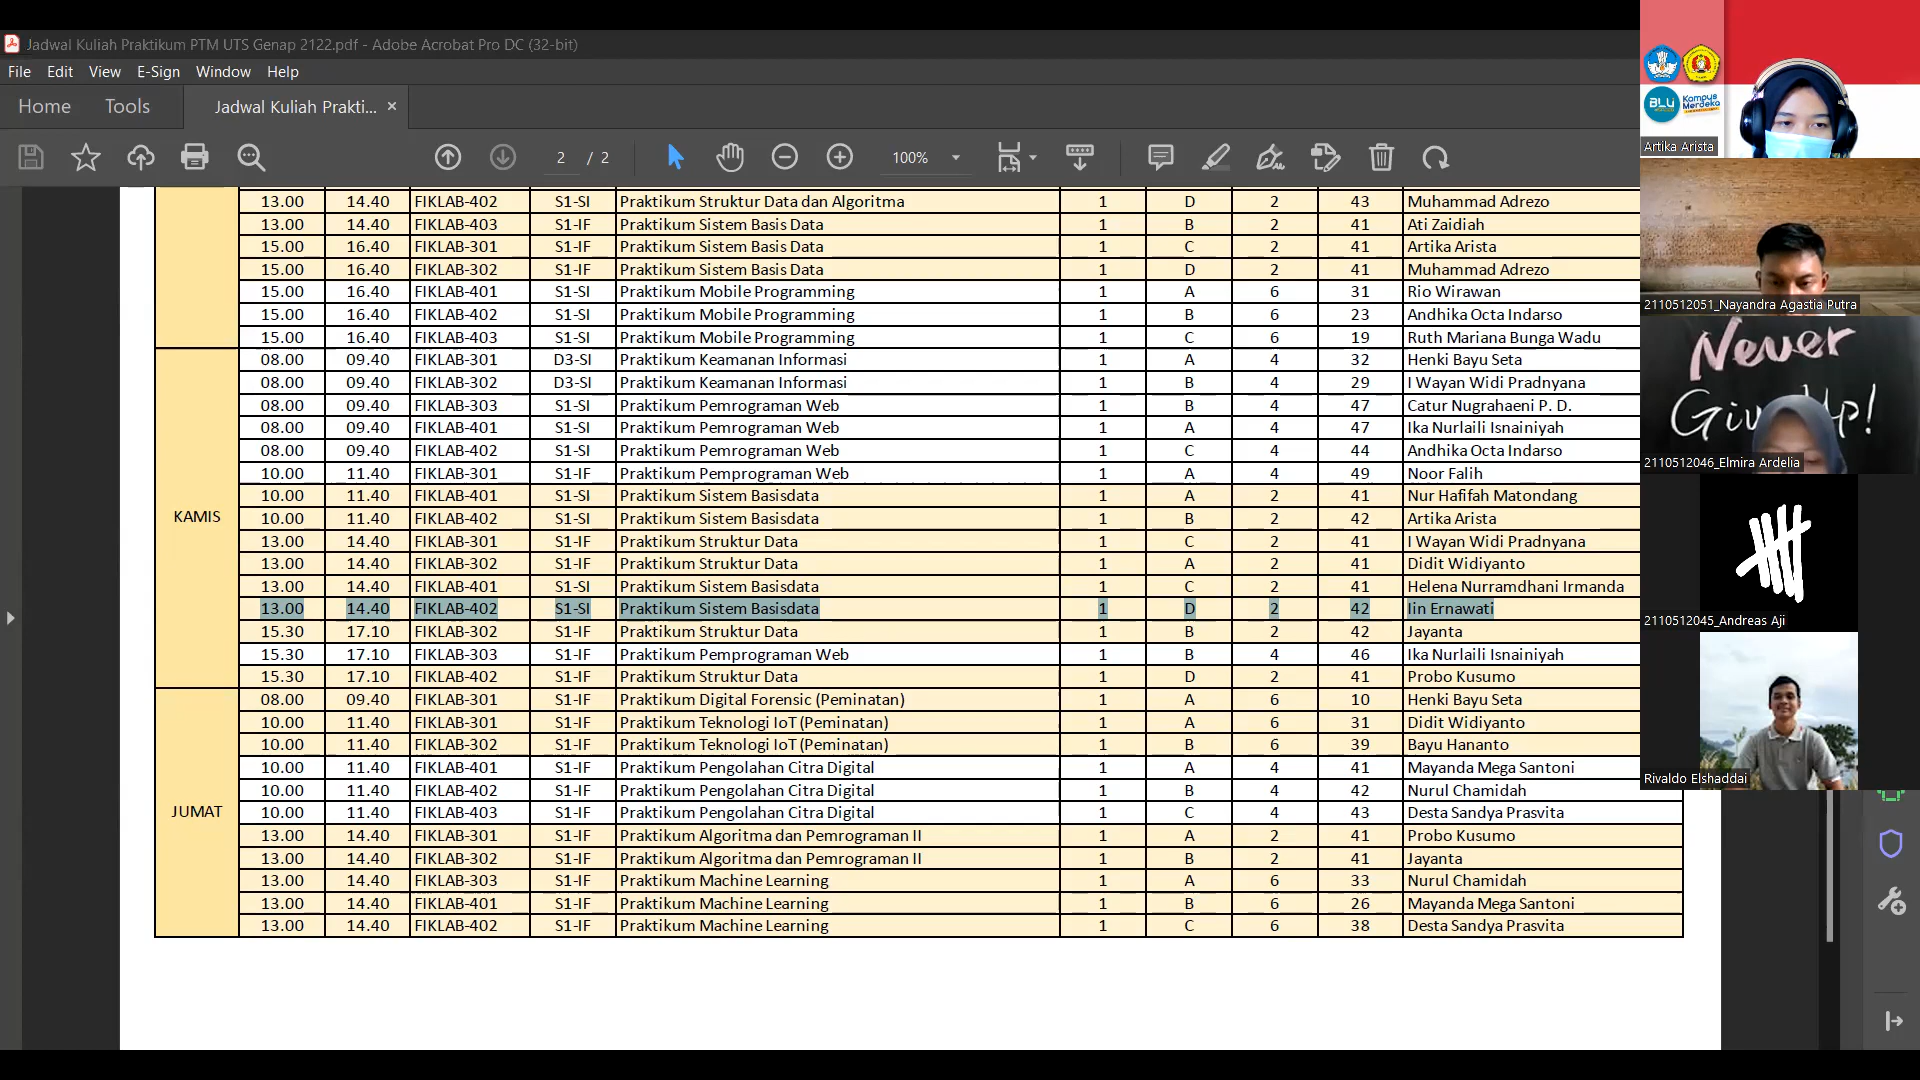 Jadwal Kuliah Praktikum PTM UTS Genap 2122.pdf - Adobe Acrobat Pro DC (32-bit)
File Edit View E-Sign Window Help
Home Tools Jadwal Kuliah Prakti... ×
2 / 2 100%
13.00 14.40 FIKLAB-402 S1-SI Praktikum Struktur Data dan Algoritma 1 D 2 43 Muhammad Adrezo
13.00 14.40 FIKLAB-403 S1-IF Praktikum Sistem Basis Data 1 B 2 41 Ati Zaidiah
15.00 16.40 FIKLAB-301 S1-IF Praktikum Sistem Basis Data 1 C 2 41 Artika Arista
15.00 16.40 FIKLAB-302 S1-IF Praktikum Sistem Basis Data 1 D 2 41 Muhammad Adrezo
15.00 16.40 FIKLAB-401 S1-SI Praktikum Mobile Programming 1 A 6 31 Rio Wirawan
15.00 16.40 FIKLAB-402 S1-SI Praktikum Mobile Programming 1 B 6 23 Andhika Octa Indarso
15.00 16.40 FIKLAB-403 S1-SI Praktikum Mobile Programming 1 C 6 19 Ruth Mariana Bunga Wadu
KAMIS
08.00 09.40 FIKLAB-301 D3-SI Praktikum Keamanan Informasi 1 A 4 32 Henki Bayu Seta
08.00 09.40 FIKLAB-302 D3-SI Praktikum Keamanan Informasi 1 B 4 29 I Wayan Widi Pradnyana
08.00 09.40 FIKLAB-303 S1-SI Praktikum Pemrograman Web 1 B 4 47 Catur Nugrahaeni P. D.
08.00 09.40 FIKLAB-401 S1-SI Praktikum Pemrograman Web 1 A 4 47 Ika Nurlaili Isnainiyah
08.00 09.40 FIKLAB-402 S1-SI Praktikum Pemrograman Web 1 C 4 44 Andhika Octa Indarso
10.00 11.40 FIKLAB-301 S1-IF Praktikum Pemprograman Web 1 A 4 49 Noor Falih
10.00 11.40 FIKLAB-401 S1-SI Praktikum Sistem Basisdata 1 A 2 41 Nur Hafifah Matondang
10.00 11.40 FIKLAB-402 S1-SI Praktikum Sistem Basisdata 1 B 2 42 Artika Arista
13.00 14.40 FIKLAB-301 S1-IF Praktikum Struktur Data 1 C 2 41 I Wayan Widi Pradnyana
13.00 14.40 FIKLAB-302 S1-IF Praktikum Struktur Data 1 A 2 41 Didit Widiyanto
13.00 14.40 FIKLAB-401 S1-SI Praktikum Sistem Basisdata 1 C 2 41 Helena Nurramdhani Irmanda
13.00 14.40 FIKLAB-402 S1-SI Praktikum Sistem Basisdata 1 D 2 42 Iin Ernawati
15.30 17.10 FIKLAB-302 S1-IF Praktikum Struktur Data 1 B 2 42 Jayanta
15.30 17.10 FIKLAB-303 S1-IF Praktikum Pemprograman Web 1 B 4 46 Ika Nurlaili Isnainiyah
15.30 17.10 FIKLAB-402 S1-IF Praktikum Struktur Data 1 D 2 41 Probo Kusumo
JUMAT
08.00 09.40 FIKLAB-301 S1-IF Praktikum Digital Forensic (Peminatan) 1 A 6 10 Henki Bayu Seta
10.00 11.40 FIKLAB-301 S1-IF Praktikum Teknologi IoT (Peminatan) 1 A 6 31 Didit Widiyanto
10.00 11.40 FIKLAB-302 S1-IF Praktikum Teknologi IoT (Peminatan) 1 B 6 39 Bayu Hananto
10.00 11.40 FIKLAB-401 S1-IF Praktikum Pengolahan Citra Digital 1 A 4 41 Mayanda Mega Santoni
10.00 11.40 FIKLAB-402 S1-IF Praktikum Pengolahan Citra Digital 1 B 4 42 Nurul Chamidah
10.00 11.40 FIKLAB-403 S1-IF Praktikum Pengolahan Citra Digital 1 C 4 43 Desta Sandya Prasvita
13.00 14.40 FIKLAB-301 S1-IF Praktikum Algoritma dan Pemrograman II 1 A 2 41 Probo Kusumo
13.00 14.40 FIKLAB-302 S1-IF Praktikum Algoritma dan Pemrograman II 1 B 2 41 Jayanta
13.00 14.40 FIKLAB-303 S1-IF Praktikum Machine Learning 1 A 6 33 Nurul Chamidah
13.00 14.40 FIKLAB-401 S1-IF Praktikum Machine Learning 1 B 6 26 Mayanda Mega Santoni
13.00 14.40 FIKLAB-402 S1-IF Praktikum Machine Learning 1 C 6 38 Desta Sandya Prasvita
BLU
Kampus
Merdeka
Artika Arista
2110512051_Nayandra Agastia Putra
Never
Give Up!
2110512046_Elmira Ardelia
2110512045_Andreas Aji
Rivaldo Elshaddai